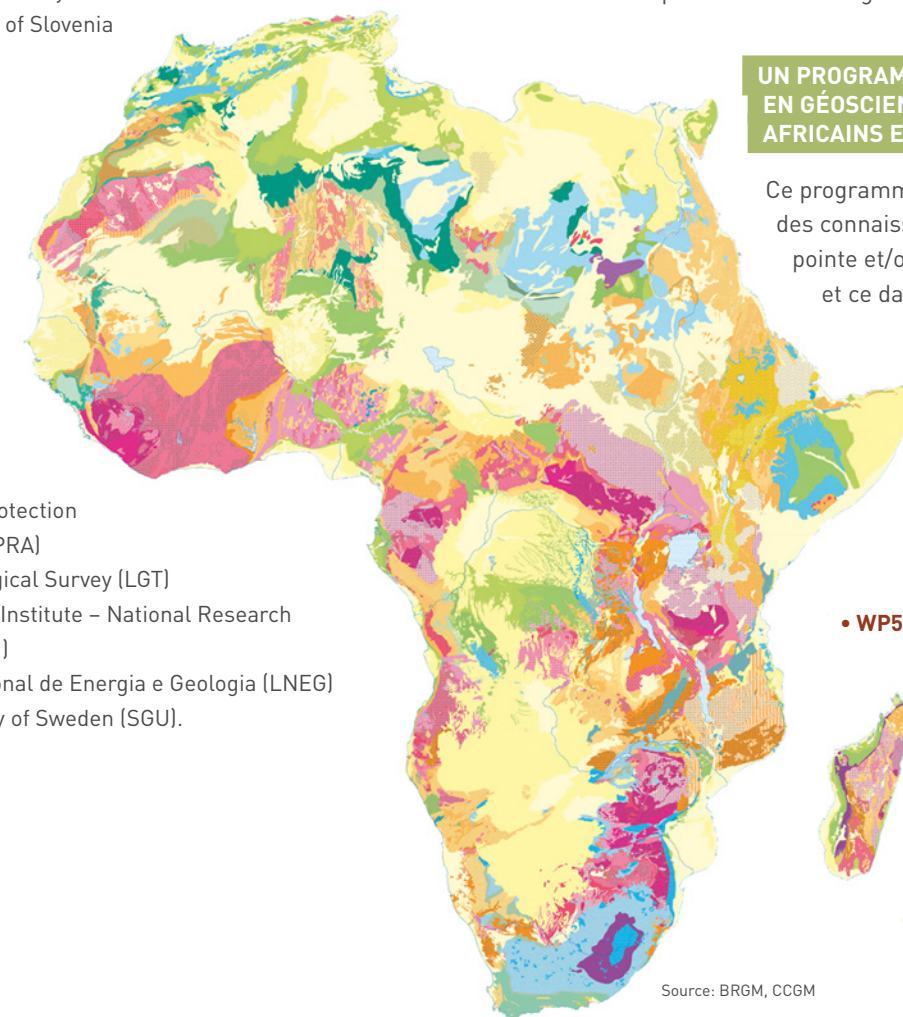 of Slovenia
UN PROGRAM
EN GÉOSCIEN
AFRICAINS E
Ce programm
des connaiss
pointe et/o
et ce da
otection
PRA)
gical Survey (LGT)
Institute – National Research
)
onal de Energia e Geologia (LNEG)
y of Sweden (SGU).
• WP5
Source: BRGM, CCGM